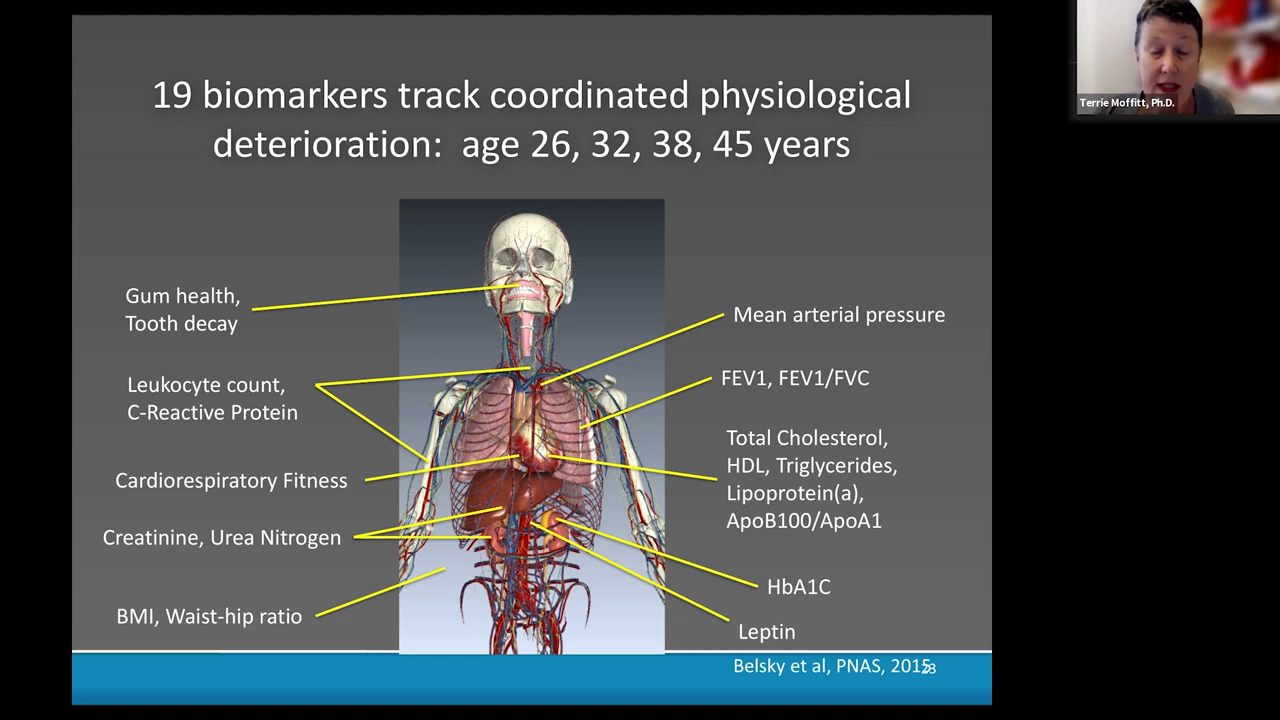 19 biomarkers track coordinated physiological
deterioration:  age 26, 32, 38, 45 years
Gum health,
Tooth decay
Leukocyte count,
C-Reactive Protein
Cardiorespiratory Fitness
Creatinine, Urea Nitrogen
BMI, Waist-hip ratio
Mean arterial pressure
FEV1, FEV1/FVC
Total Cholesterol,
HDL, Triglycerides,
Lipoprotein(a),
ApoB100/ApoA1
HbA1C
Leptin
Belsky et al, PNAS, 2015
Terrie Moffitt, Ph.D.